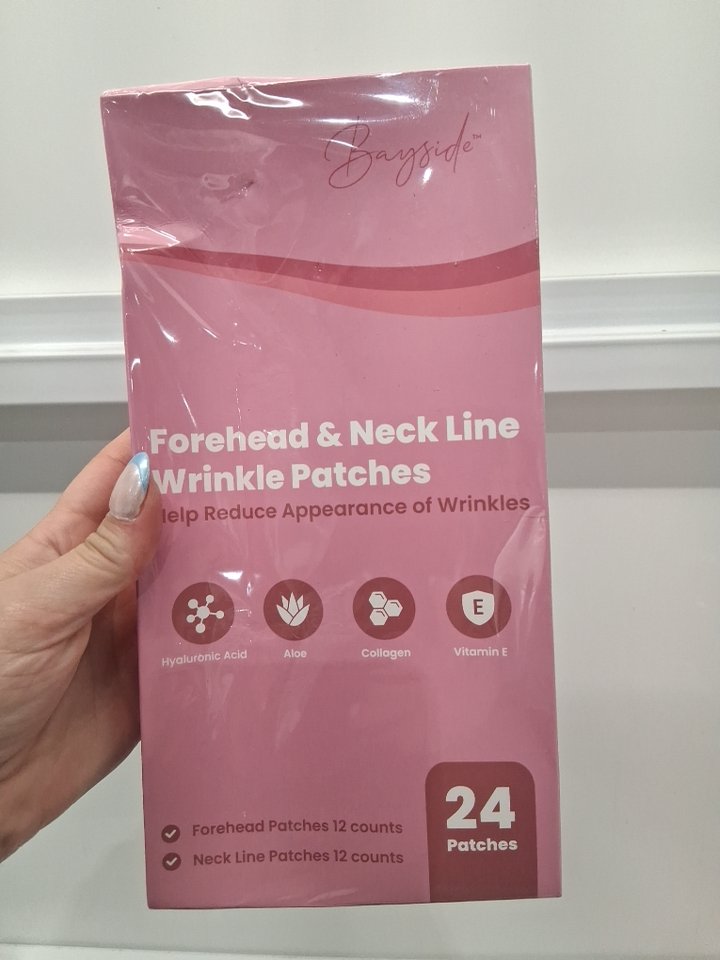 Bayside™
Forehead & Neck Line
Wrinkle Patches
Help Reduce Appearance of Wrinkles
E
Hyaluronic Acid
Aloe
Collagen
Vitamin E
24
Patches
Forehead Patches 12 counts
Neck Line Patches 12 counts